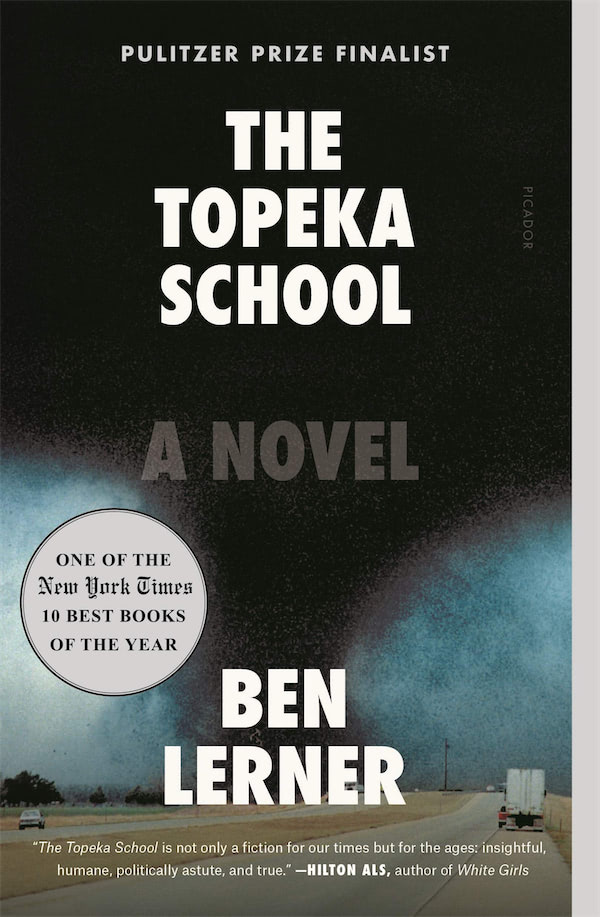 PULITZER PRIZE FINALIST
THE
TOPEKA
SCHOOL
PICADOR
A NOVEL
ONE OF THE
New York Times
10 BEST BOOKS
OF THE YEAR
BEN
LERNER
“The Topeka School is not only a fiction for our times but for the ages: insightful,
humane, politically astute, and true.” —HILTON ALS, author of White Girls